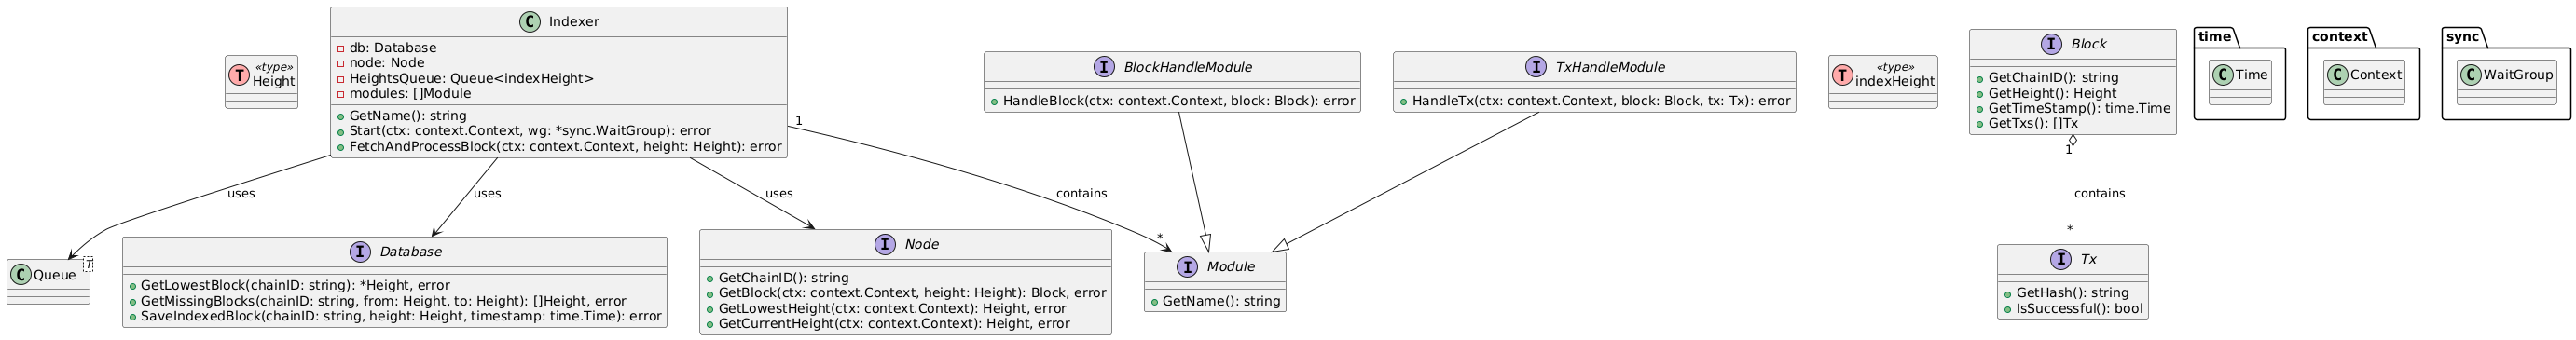 «type»
T Height
C Indexer
db: Database
node: Node
HeightsQueue: Queue<indexHeight>
modules: []Module
GetName(): string
Start(ctx: context.Context, wg: *sync.WaitGroup): error
FetchAndProcessBlock(ctx: context.Context, height: Height): error
I BlockHandleModule
HandleBlock(ctx: context.Context, block: Block): error
I TxHandleModule
HandleTx(ctx: context.Context, block: Block, tx: Tx): error
«type»
T indexHeight
I Block
GetChainID(): string
GetHeight(): Height
GetTimeStamp(): time.Time
GetTxs(): []Tx
time
C Time
context
C Context
sync
C WaitGroup
1
uses
uses
uses
contains
*
1
contains
*
C Queue T
I Database
GetLowestBlock(chainID: string): *Height, error
GetMissingBlocks(chainID: string, from: Height, to: Height): []Height, error
SaveIndexedBlock(chainID: string, height: Height, timestamp: time.Time): error
I Node
GetChainID(): string
GetBlock(ctx: context.Context, height: Height): Block, error
GetLowestHeight(ctx: context.Context): Height, error
GetCurrentHeight(ctx: context.Context): Height, error
I Module
GetName(): string
I Tx
GetHash(): string
IsSuccessful(): bool